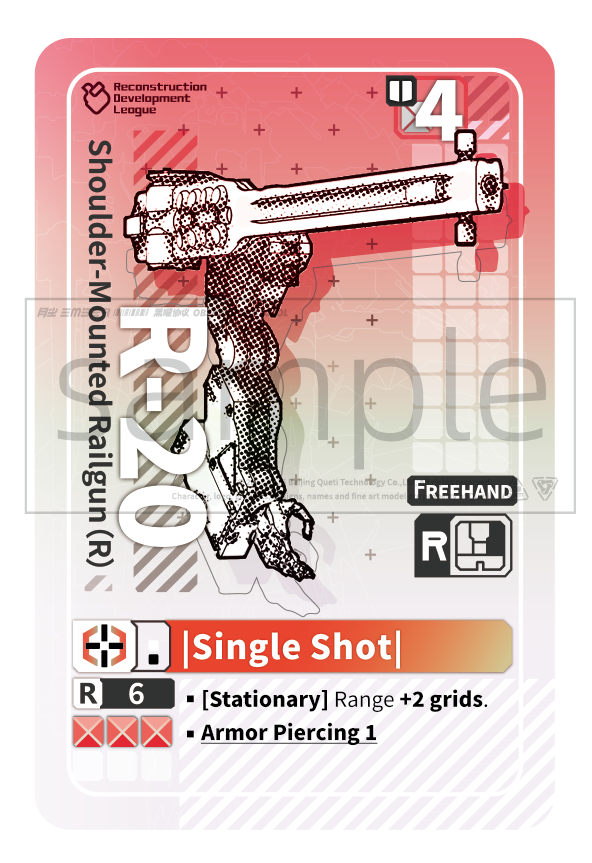 Reconstruction
Development
League
4
Shoulder-Mounted Railgun (R)
R-20
sample
FREEHAND
R
|Single Shot|
R 6
▪ [Stationary] Range +2 grids.
▪ Armor Piercing 1